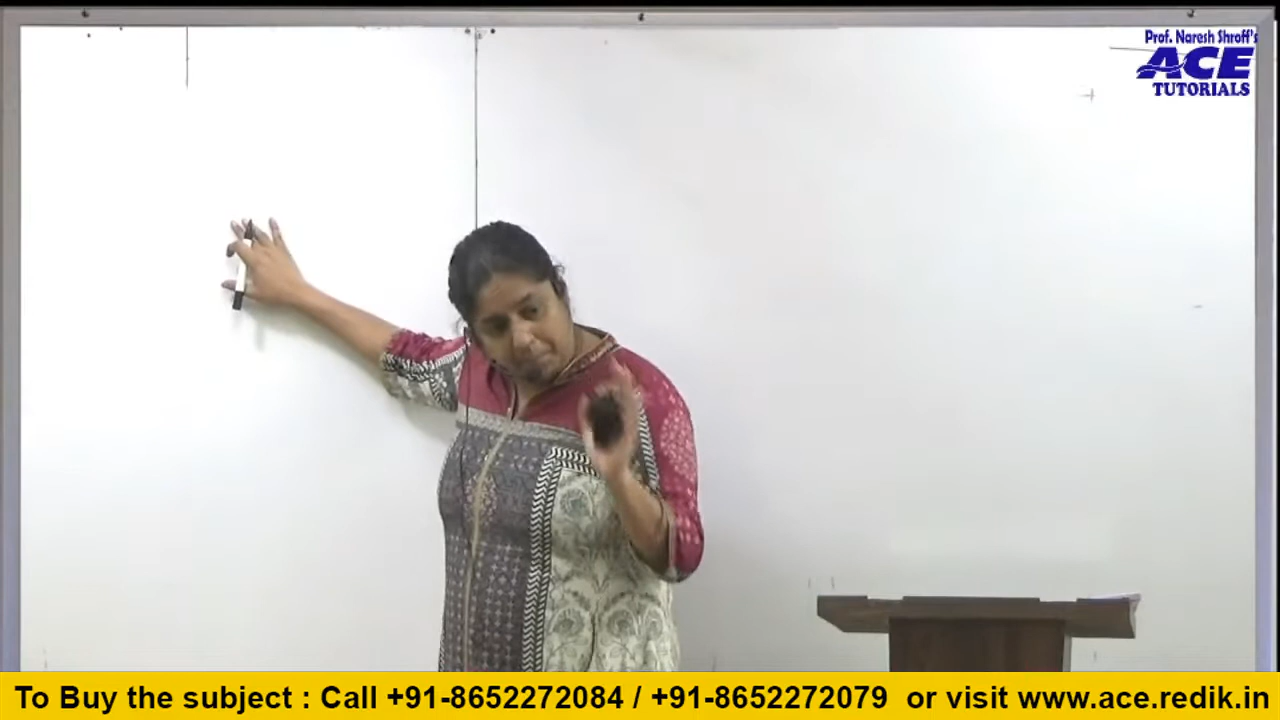 Prof. Naresh Shroff's
ACE
TUTORIALS
To Buy the subject : Call +91-8652272084 / +91-8652272079 or visit www.ace.redik.in